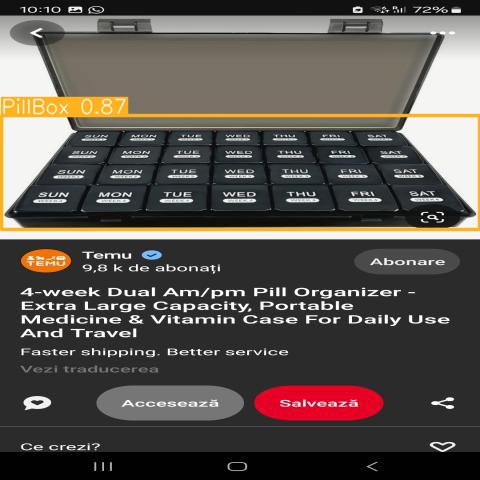 10:10
72%
PillBox 0.87
SUN MON TUE WED THU FRI SAT
SUN MON TUE WED THU FRI SAT
SUN MON TUE WED THU FRI SAT
SUN MON TUE WED THU FRI SAT
TEMU
Temu
9,8 k de abonați
Abonare
4-week Dual Am/pm Pill Organizer -
Extra Large Capacity, Portable
Medicine & Vitamin Case For Daily Use
And Travel
Faster shipping. Better service
Vezi traducerea
Accesează
Salvează
Ce crezi?